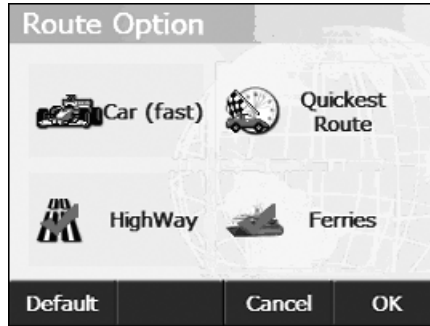 Route Option
Car (fast)
Quickest
Route
HighWay
Ferries
Default
Cancel
OK